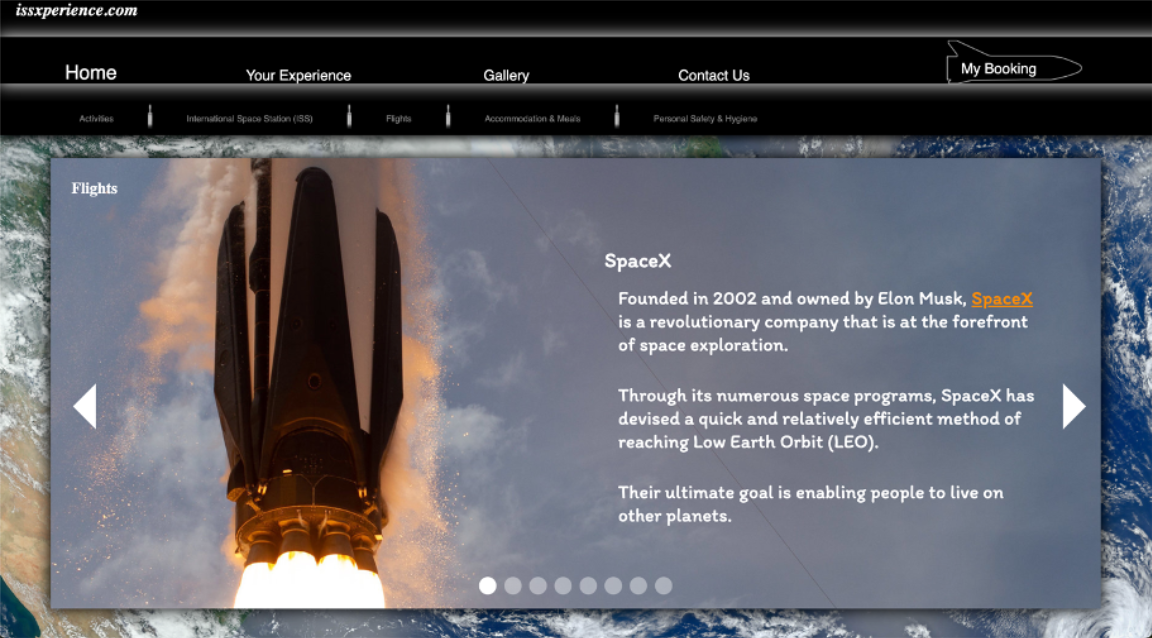 issxperience.com
Home
Your Experience
Gallery
Contact Us
My Booking
Activities
International Space Station (ISS)
Flights
Accommodation & Meals
Personal Safety & Hygiene
Flights
SpaceX
Founded in 2002 and owned by Elon Musk, SpaceX
is a revolutionary company that is at the forefront
of space exploration.
Through its numerous space programs, SpaceX has
devised a quick and relatively efficient method of
reaching Low Earth Orbit (LEO).
Their ultimate goal is enabling people to live on
other planets.